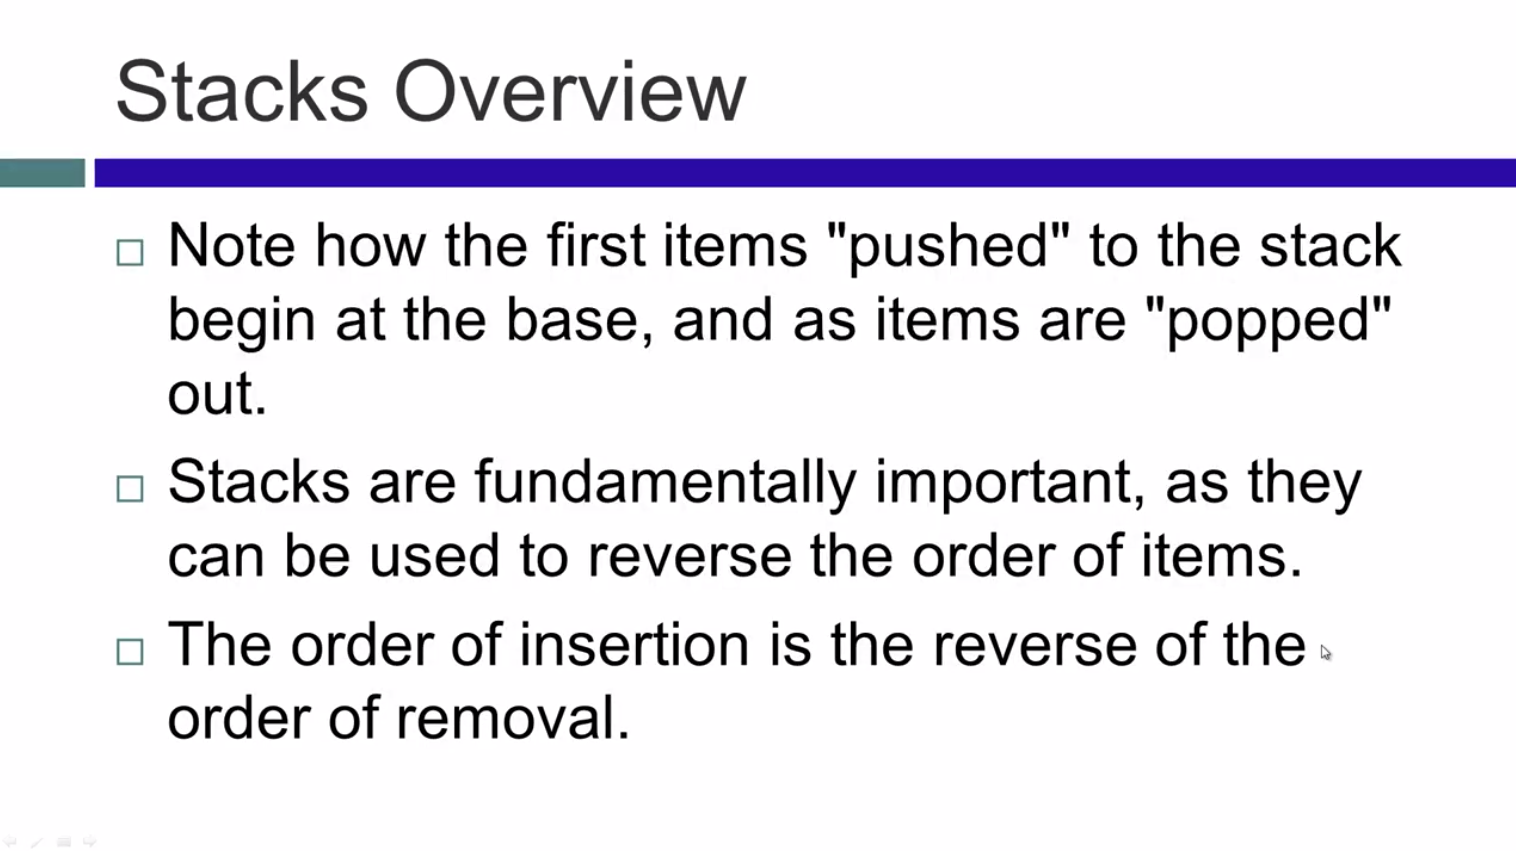 Stacks Overview
Note how the first items "pushed" to the stack
begin at the base, and as items are "popped"
out.
Stacks are fundamentally important, as they
can be used to reverse the order of items.
The order of insertion is the reverse of the
order of removal.